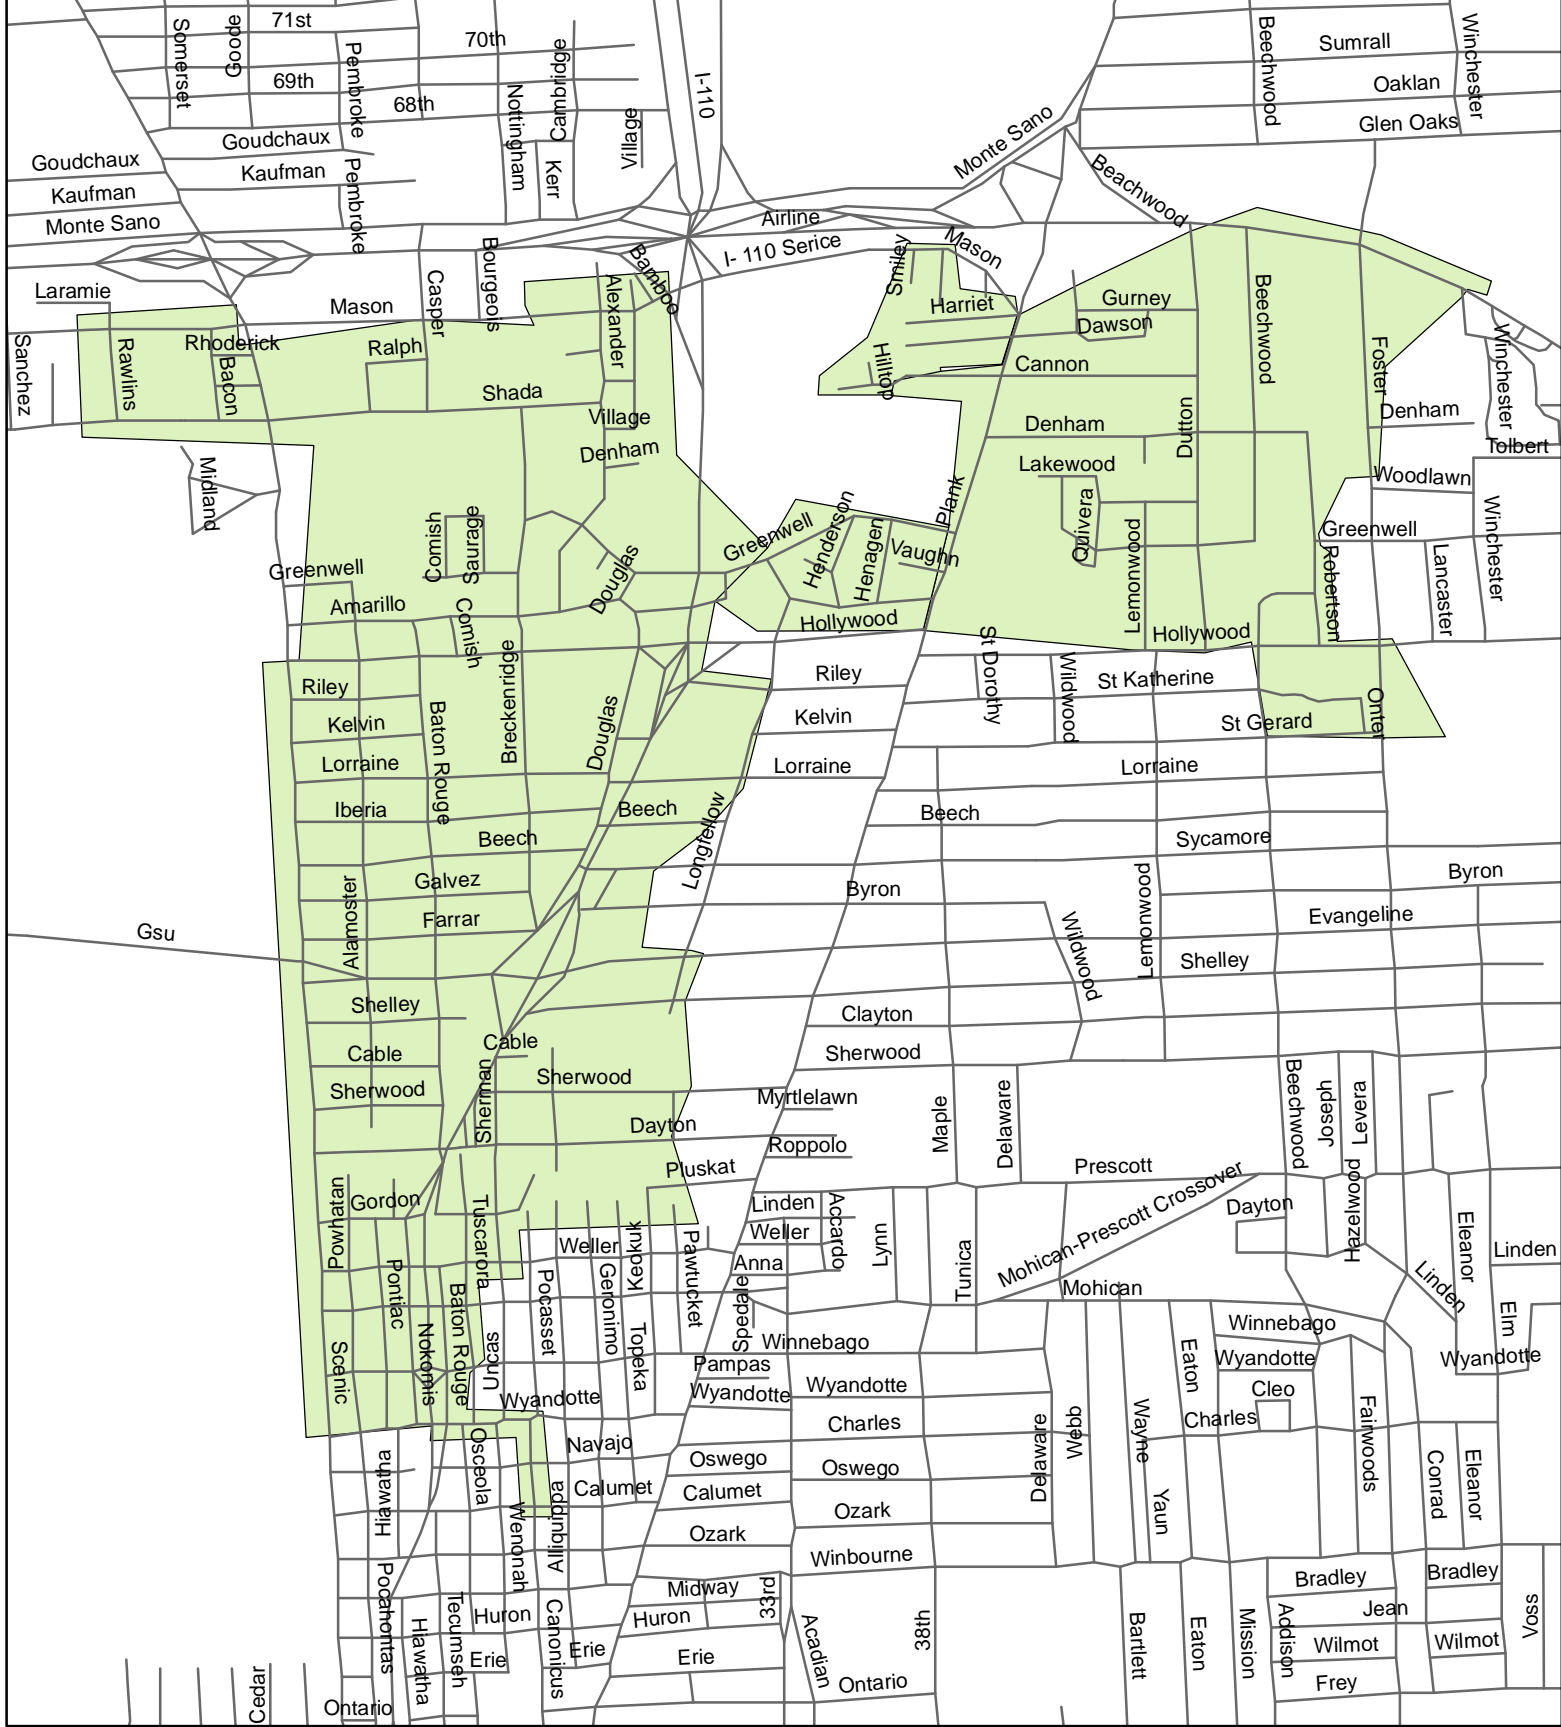 71st
70th
Sumrall
Somerset
Goode
Pembroke
Cambridge
I-110
Beechwood
Winchester
69th
68th
Oaklan
Nottingham
Village
Monte Sano
Glen Oaks
Goudchaux
Goudchaux
Kaufman
Kaufman
Pembroke
Kerr
Beachwood
Monte Sano
Airline
I- 110 Serice
Smiley
Mason
Bourgeois
Bamboo
Laramie
Casper
Mason
Alexander
Harriet
Gurney
Dawson
Beechwood
Sanchez
Rawlins
Rhoderick
Bacon
Ralph
Shada
Hilltop
Cannon
Foster
Winchester
Village
Denham
Dutton
Denham
Denham
Tolbert
Midland
Lakewood
Woodlawn
Comish
Saurage
Greenwell
Henderson
Henagen
Vaughn
Plank
Quivera
Lemonwood
Greenwell
Winchester
Greenwell
Amarillo
Douglas
Robertson
Lancaster
Comish
Hollywood
Hollywood
Riley
Breckenridge
Riley
St Dorothy
Wildwood
St Katherine
Kelvin
Baton Rouge
Douglas
Kelvin
St Gerard
Onter
Lorraine
Lorraine
Lorraine
Iberia
Beech
Beech
Longfellow
Beech
Sycamore
Galvez
Byron
Byron
Alamoster
Farrar
Wildwood
Lemonwood
Evangeline
Gsu
Shelley
Shelley
Clayton
Cable
Cable
Sherwood
Sherwood
Sherman
Sherwood
Myrtlelawn
Maple
Delaware
Beechwood
Joseph
Levera
Dayton
Roppolo
Pluskat
Prescott
Powhatan
Gordon
Tuscarora
Linden
Accardo
Mohican-Prescott Crossover
Dayton
Hazelwood
Weller
Keokuk
Pawtucket
Weller
Lynn
Tunica
Eleanor
Linden
Pontiac
Baton Rouge
Pocasset
Geronimo
Anna
Mohican
Linden
Elm
Scenic
Nokomis
Uncas
Topeka
Spedale
Winnebago
Winnebago
Pampas
Eaton
Wyandotte
Wyandotte
Wyandotte
Wyandotte
Wyandotte
Cleo
Charles
Charles
Delaware
Webb
Wayne
Fairwoods
Hiawatha
Osceola
Navajo
Oswego
Oswego
Conrad
Eleanor
Calumet
Calumet
Wenonah
Allibinppa
Ozark
Ozark
Yaun
Winbourne
Pocahontas
Midway
33rd
Bradley
Bradley
Voss
Hiawatha
Tecumseh
Huron
Canonicus
Huron
Acadian
38th
Bartlett
Eaton
Mission
Addison
Jean
Erie
Erie
Erie
Wilmot
Wilmot
Cedar
Ontario
Ontario
Frey